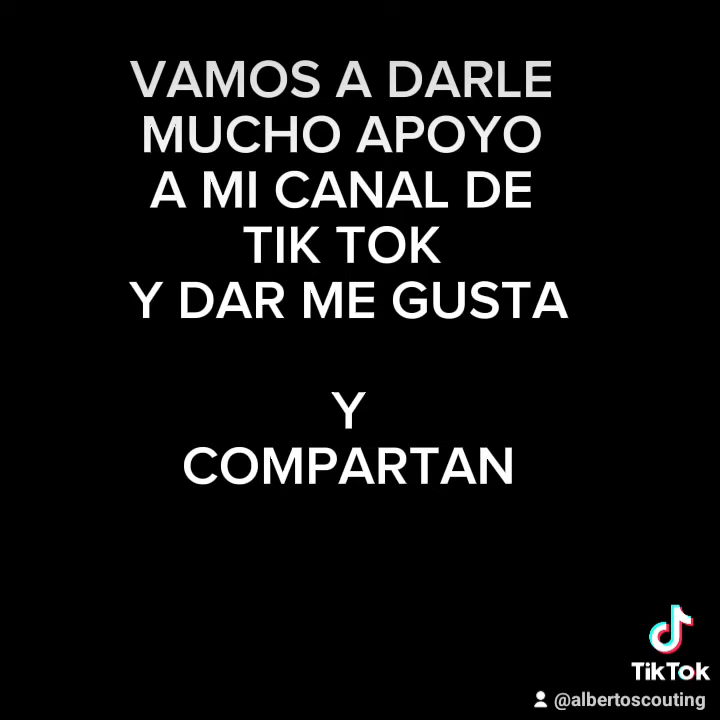 VAMOS A DARLE
MUCHO APOYO
A MI CANAL DE
TIK TOK
Y DAR ME GUSTA
Y
COMPARTAN
TikTok
@albertoscouting